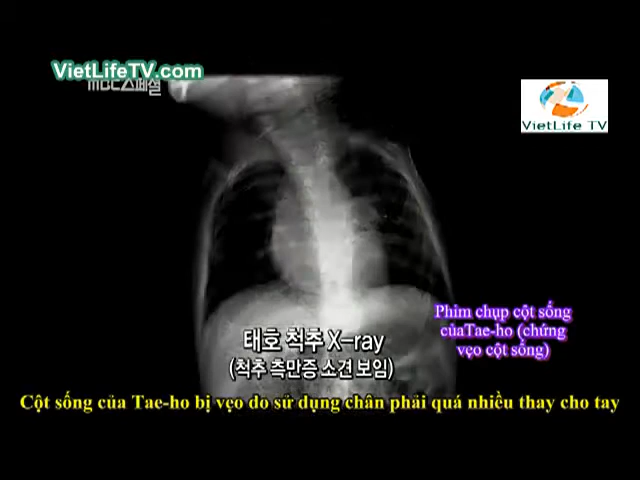 VietLifeTV.com
MBC스페셜
VietLife TV
Phim chụp cột sống
củaTae-ho (chứng
vẹo cột sống)
태호 척추 X-ray
(척추 측만증 소견 보임)
Cột sống của Tae-ho bị vẹo do sử dụng chân phải quá nhiều thay cho tay